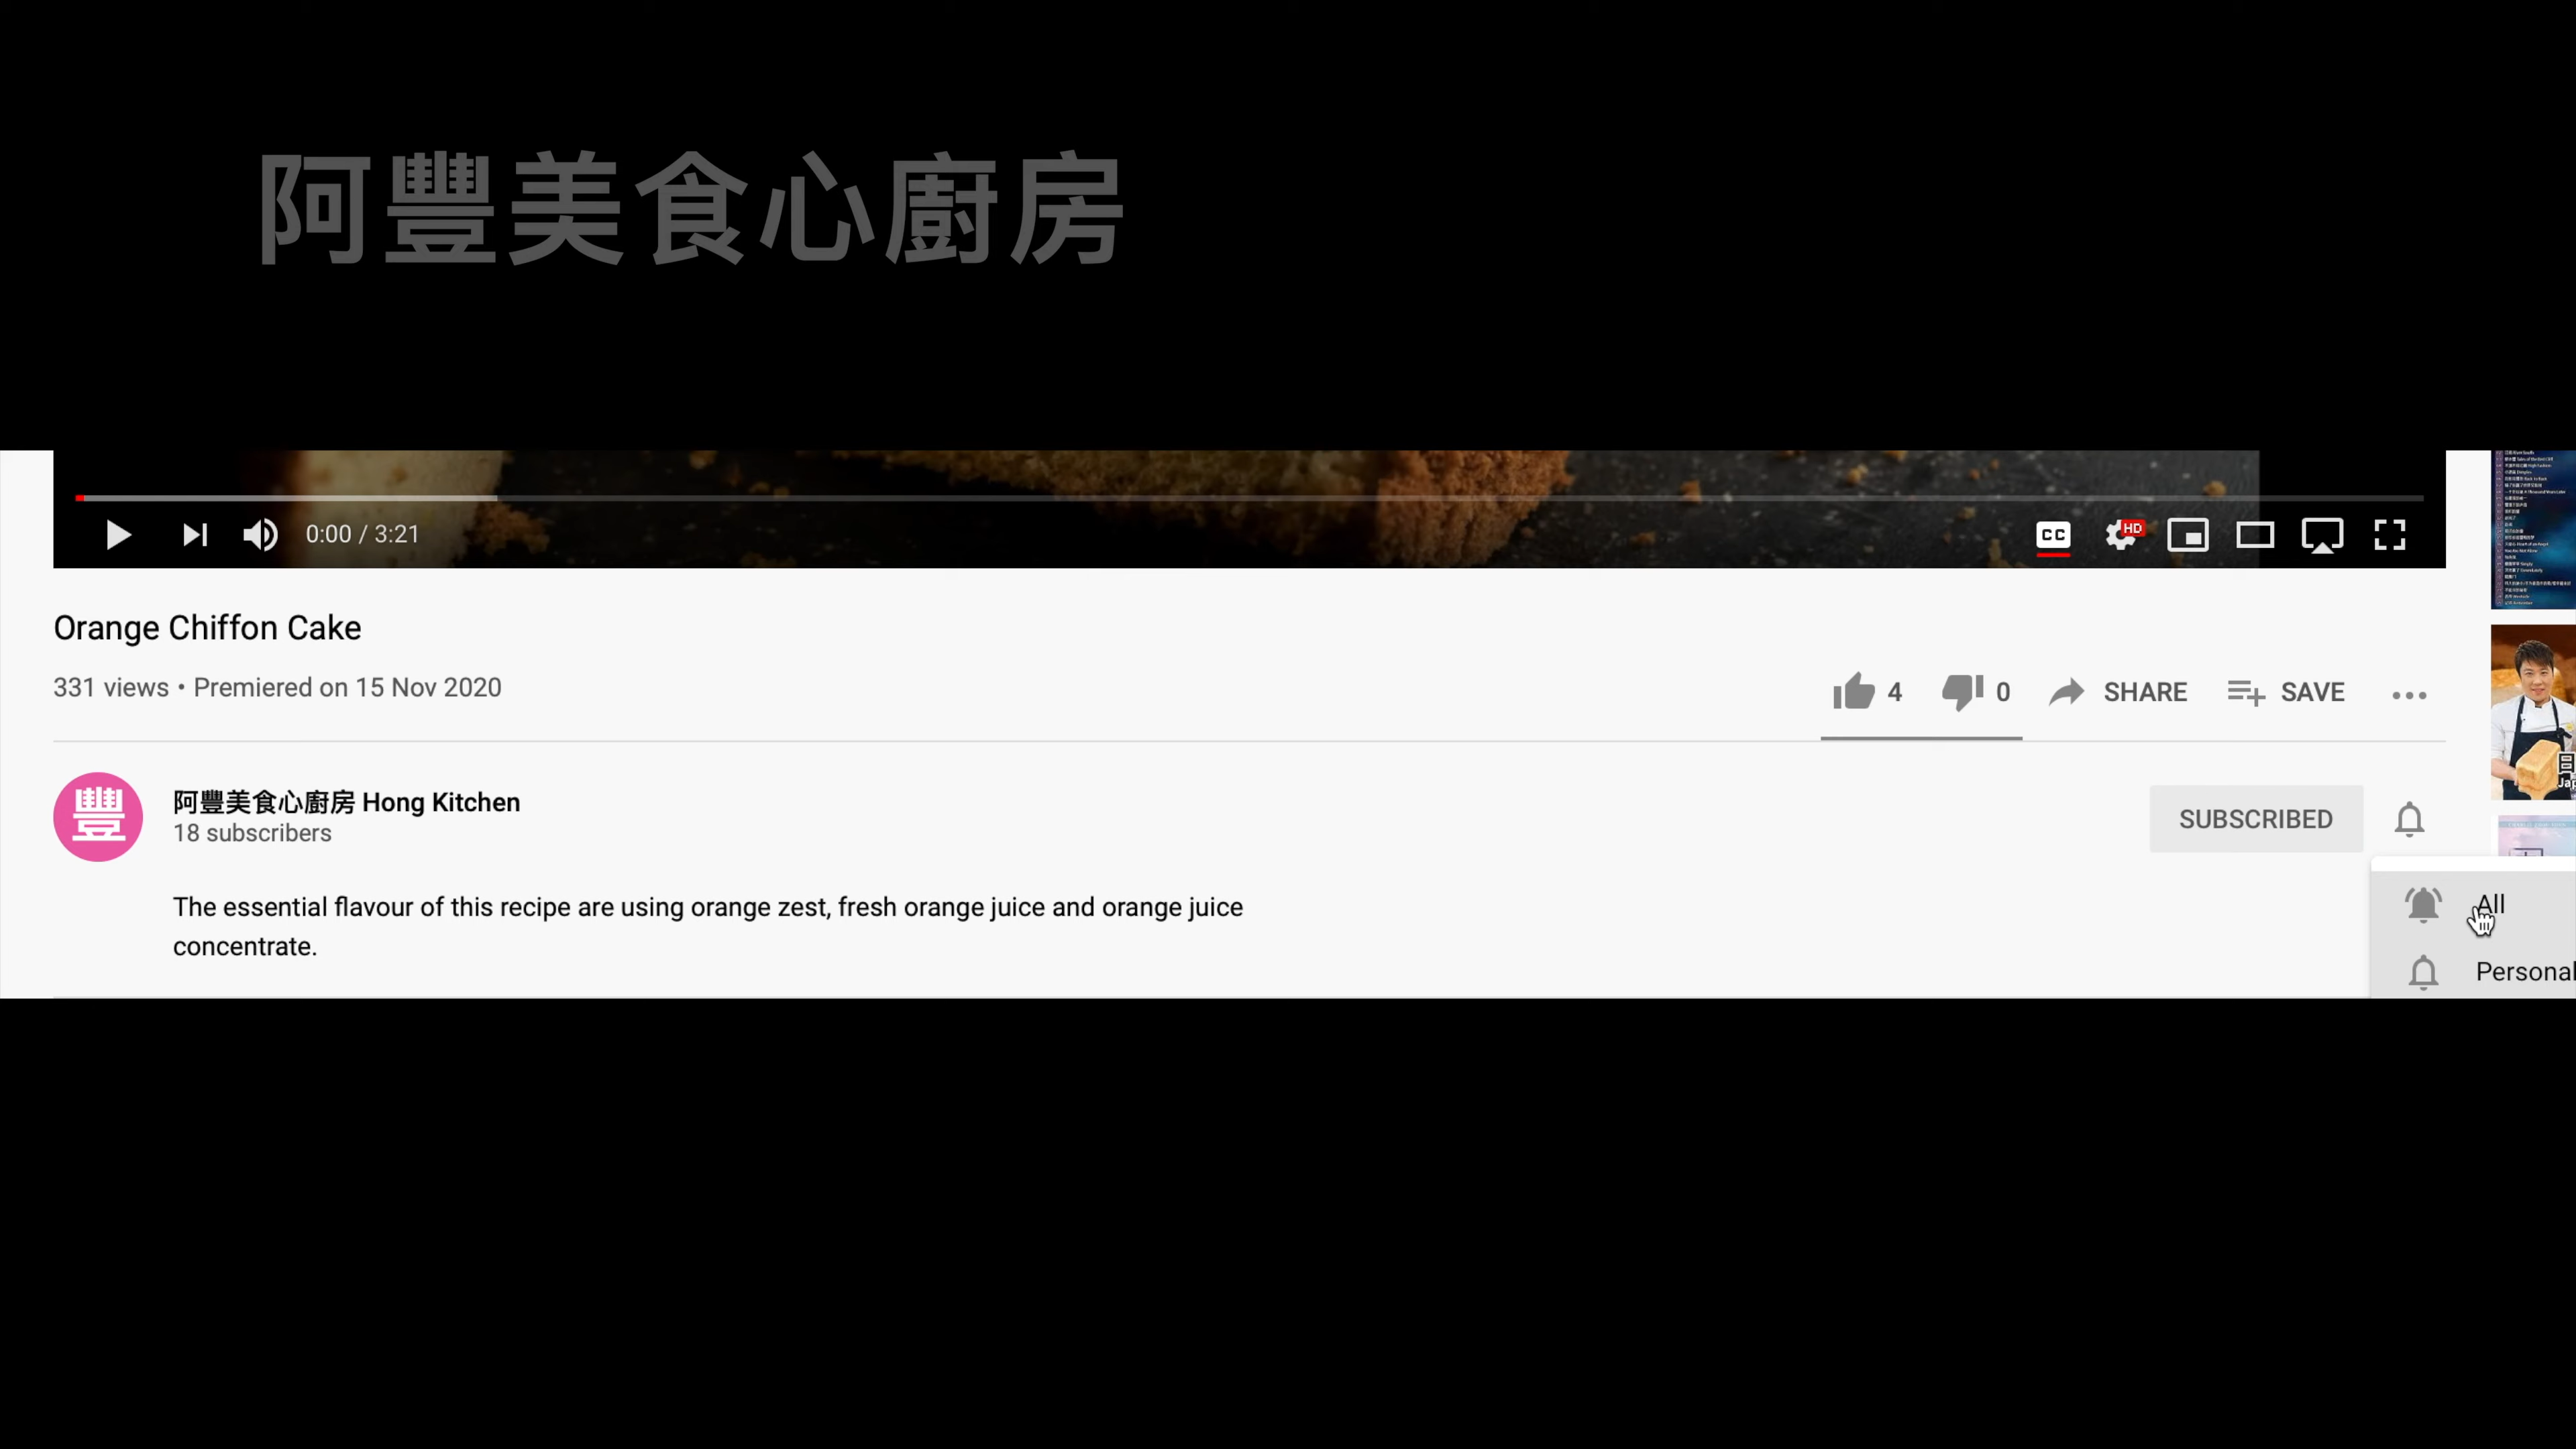 阿豐美食心廚房
0:00 / 3:21
CC
HD
Orange Chiffon Cake
331 views • Premiered on 15 Nov 2020
4 0 SHARE SAVE
豐
阿豐美食心廚房 Hong Kitchen
18 subscribers
SUBSCRIBED
The essential flavour of this recipe are using orange zest, fresh orange juice and orange juice
concentrate.
All
Personal